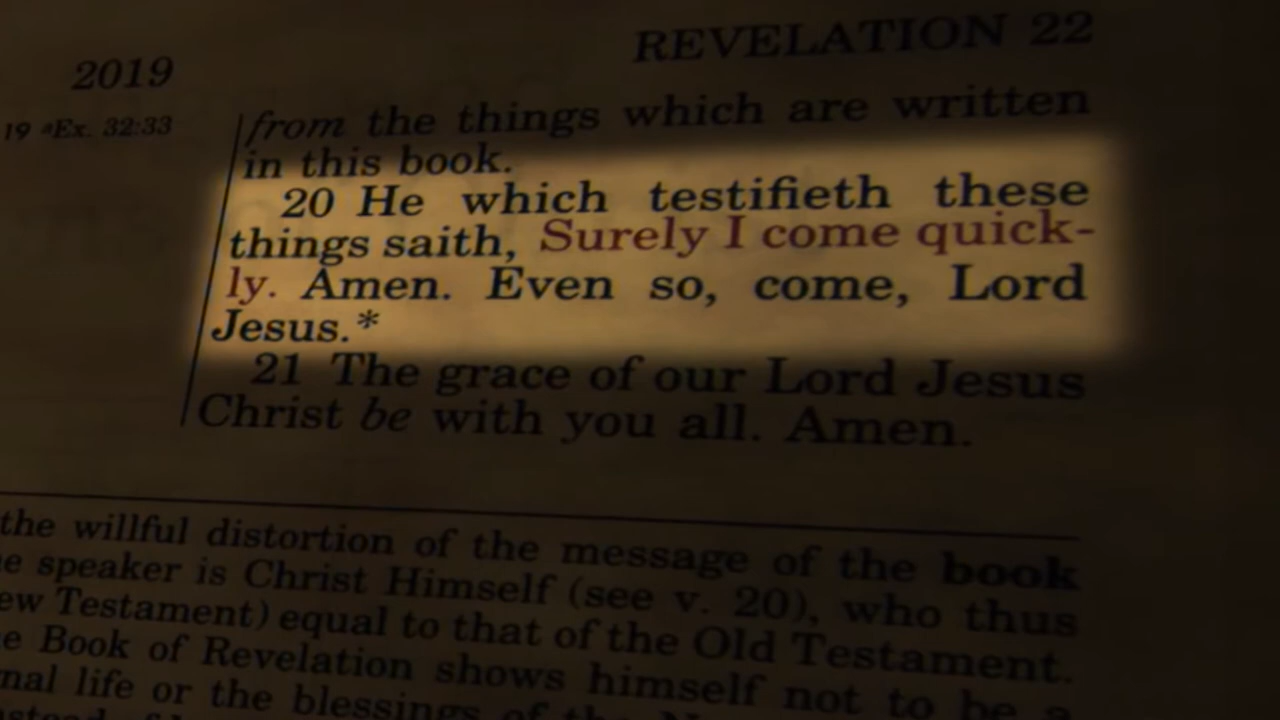 2019
REVELATION 22
19 ᵃEx. 32:33
from the things which are written
in this book.
20 He which testifieth these
things saith, Surely I come quick-
ly. Amen. Even so, come, Lord
Jesus.*
21 The grace of our Lord Jesus
Christ be with you all. Amen.
the willful distortion of the message of the book
speaker is Christ Himself (see v. 20), who thus
Testament) equal to that of the Old Testament.
Book of Revelation shows himself not to be a
life or the blessings of the